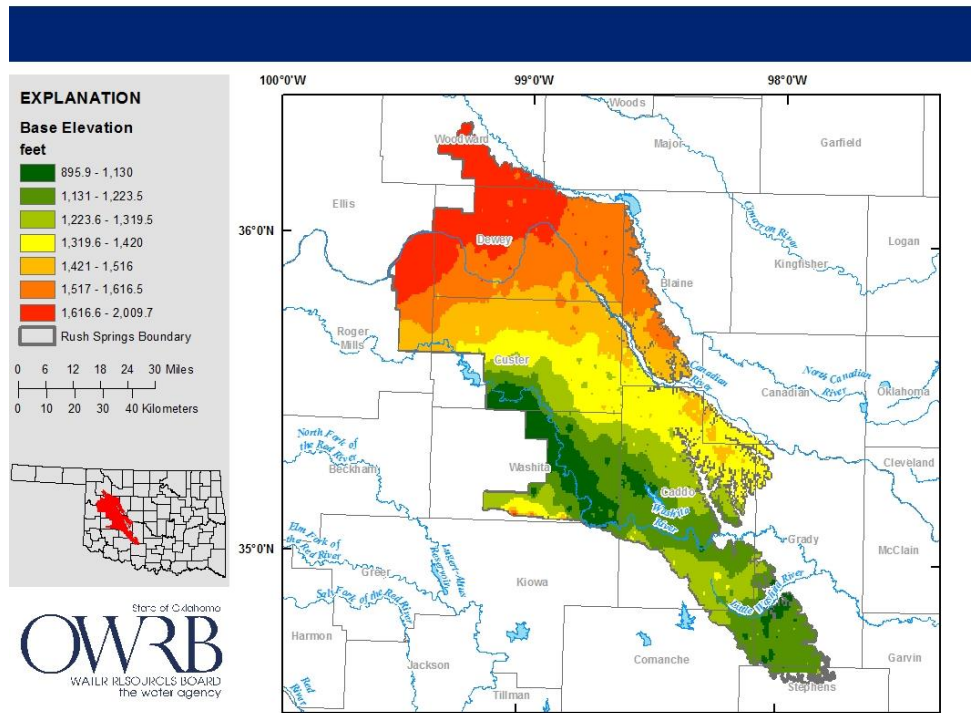 100°0'W 99°0'W 98°0'W
EXPLANATION
Base Elevation
feet
895.9 - 1,130
1,131 - 1,223.5
1,223.6 - 1,319.5
1,319.6 - 1,420
1,421 - 1,516
1,517 - 1,616.5
1,616.6 - 2,009.7
Rush Springs Boundary
0 6 12 18 24 30 Miles
0 10 20 30 40 Kilometers
State of Oklahoma
OWRB
WATER RESOURCES BOARD
the water agency
36°0'N
35°0'N
Woods
Woodward
Major
Garfield
Ellis
Cimarron River
Dewey
Logan
Kingfisher
Blaine
Roger
Mills
Custer
Canadian
River
North Canadian
River
Canadian
Oklahoma
North Fork of
the Red River
Beckham
Washita
Cleveland
Caddo
Washita
River
Elm Fork of
the Red River
Lugert-Altus
Reservoir
Grady
McClain
Greer
Kiowa
Little Washita River
Salt Fork of the Red River
Harmon
Jackson
Comanche
Garvin
Stephens
Red
River
Tillman